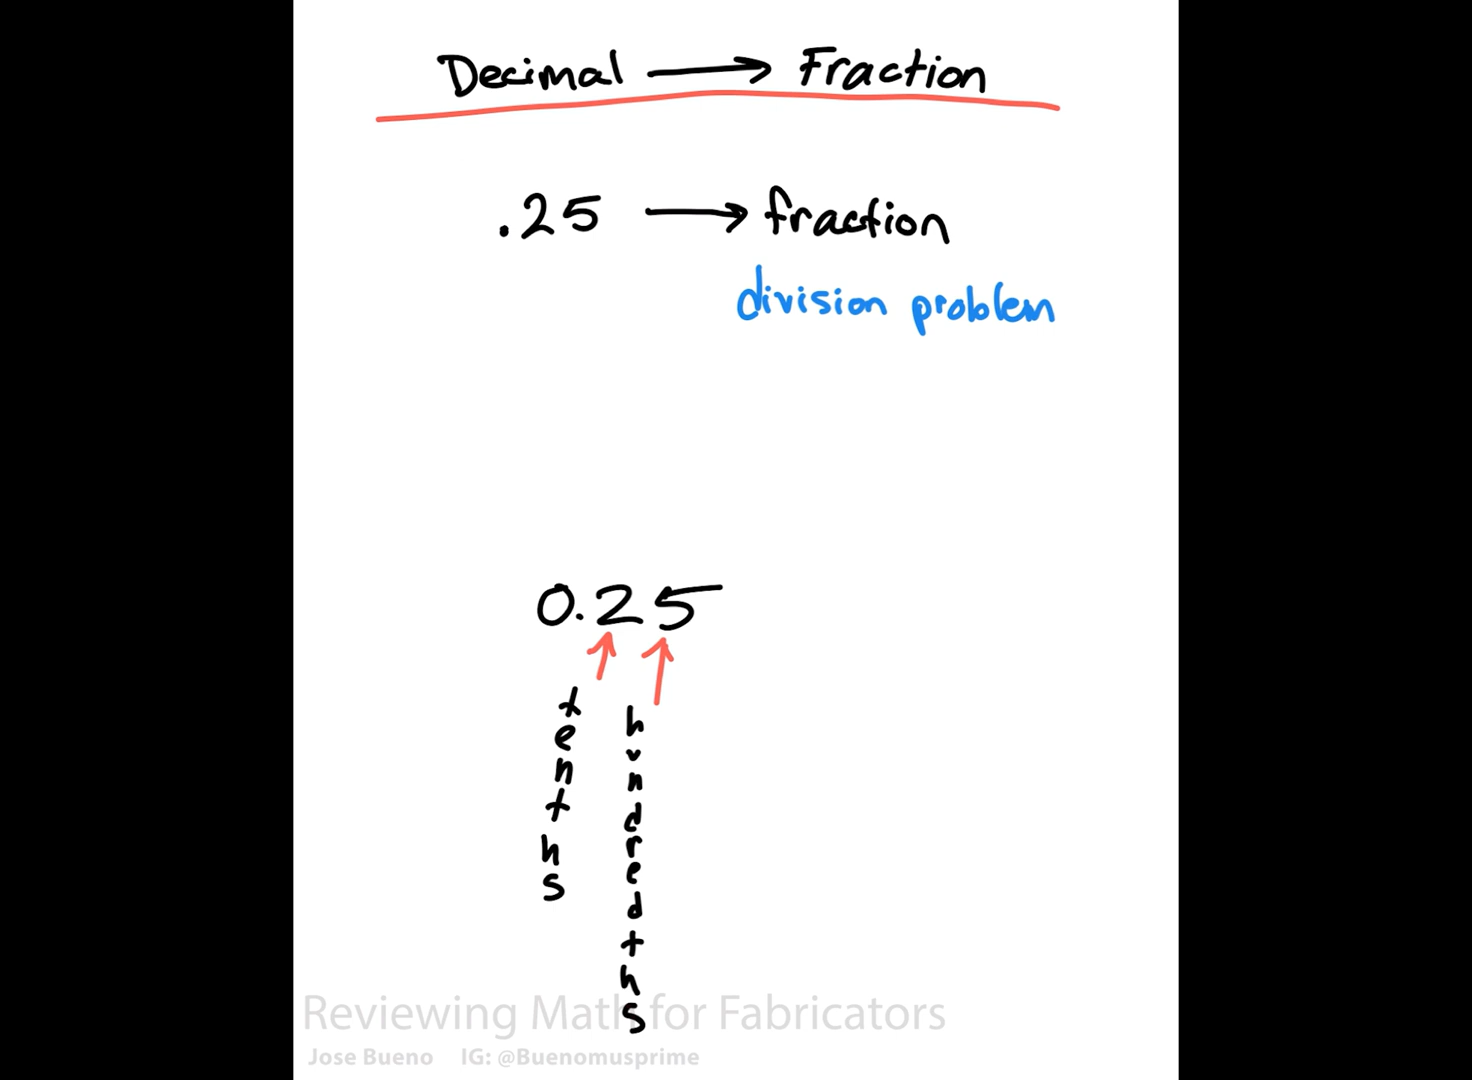 Decimal → Fraction
.25 → fraction
division problem
0.25
tenths
hundredths
Reviewing Math for Fabricators
Jose Bueno IG: @Buenomusprime